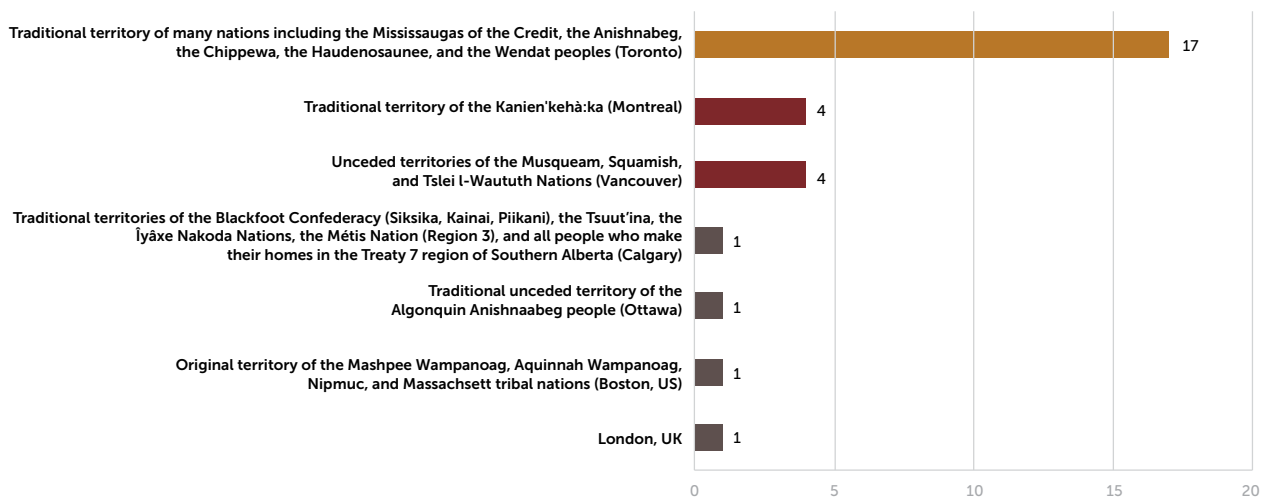 Traditional territory of many nations including the Mississaugas of the Credit, the Anishnabeg,
the Chippewa, the Haudenosaunee, and the Wendat peoples (Toronto)
17
Traditional territory of the Kanien'kehà:ka (Montreal)
4
Unceded territories of the Musqueam, Squamish,
and Tslei l-Waututh Nations (Vancouver)
4
Traditional territories of the Blackfoot Confederacy (Siksika, Kainai, Piikani), the Tsuut'ina, the
Îyâxe Nakoda Nations, the Métis Nation (Region 3), and all people who make
their homes in the Treaty 7 region of Southern Alberta (Calgary)
1
Traditional unceded territory of the
Algonquin Anishnaabeg people (Ottawa)
1
Original territory of the Mashpee Wampanoag, Aquinnah Wampanoag,
Nipmuc, and Massachsett tribal nations (Boston, US)
1
London, UK
1
0 5 10 15 20